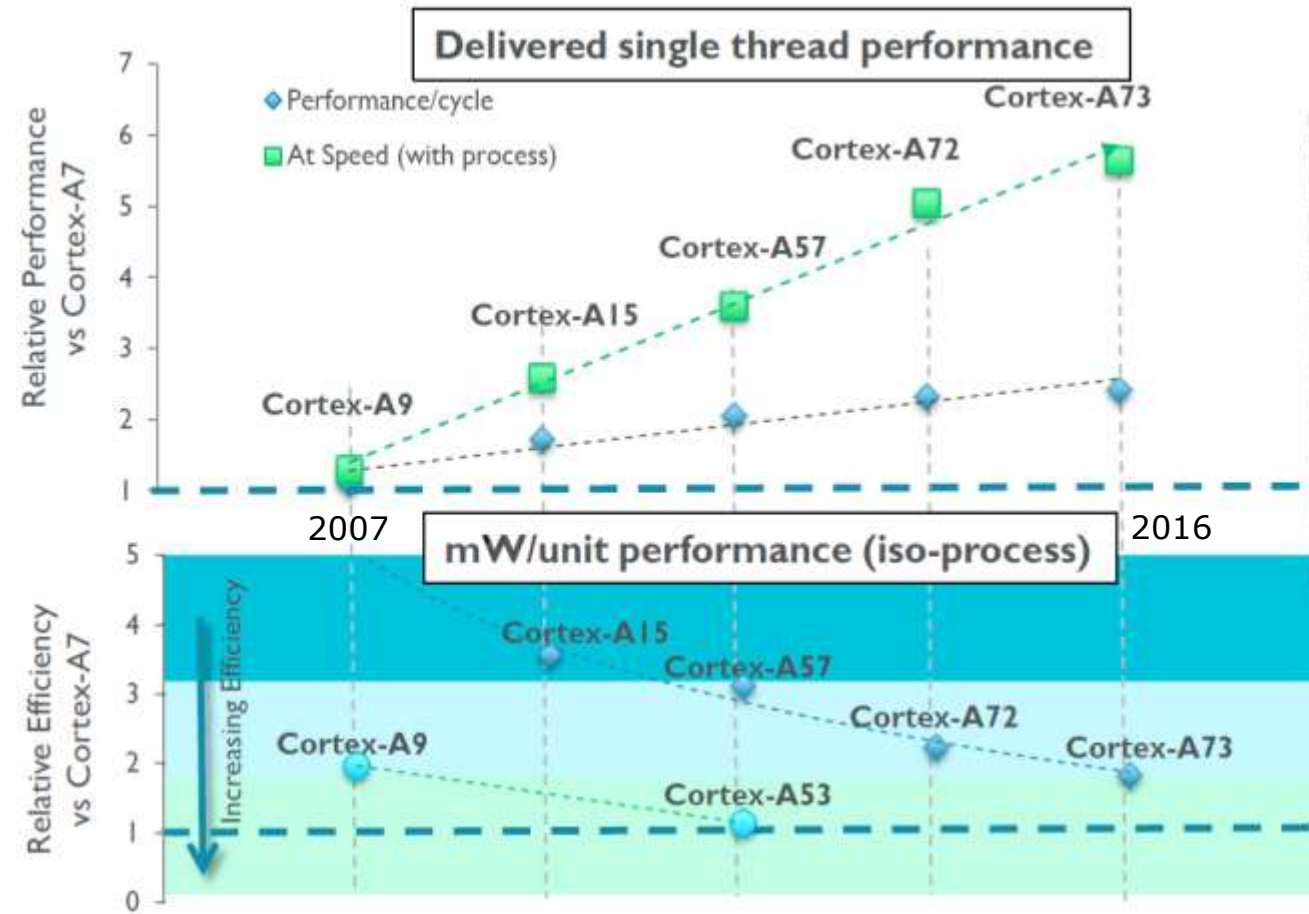 Delivered single thread performance
7
6
5
4
3
2
1
Relative Performance
vs Cortex-A7
Performance/cycle
At Speed (with process)
Cortex-A9
Cortex-A15
Cortex-A57
Cortex-A72
Cortex-A73
2007
2016
mW/unit performance (iso-process)
5
4
3
2
1
0
Relative Efficiency
vs Cortex-A7
Increasing Efficiency
Cortex-A15
Cortex-A57
Cortex-A72
Cortex-A73
Cortex-A9
Cortex-A53